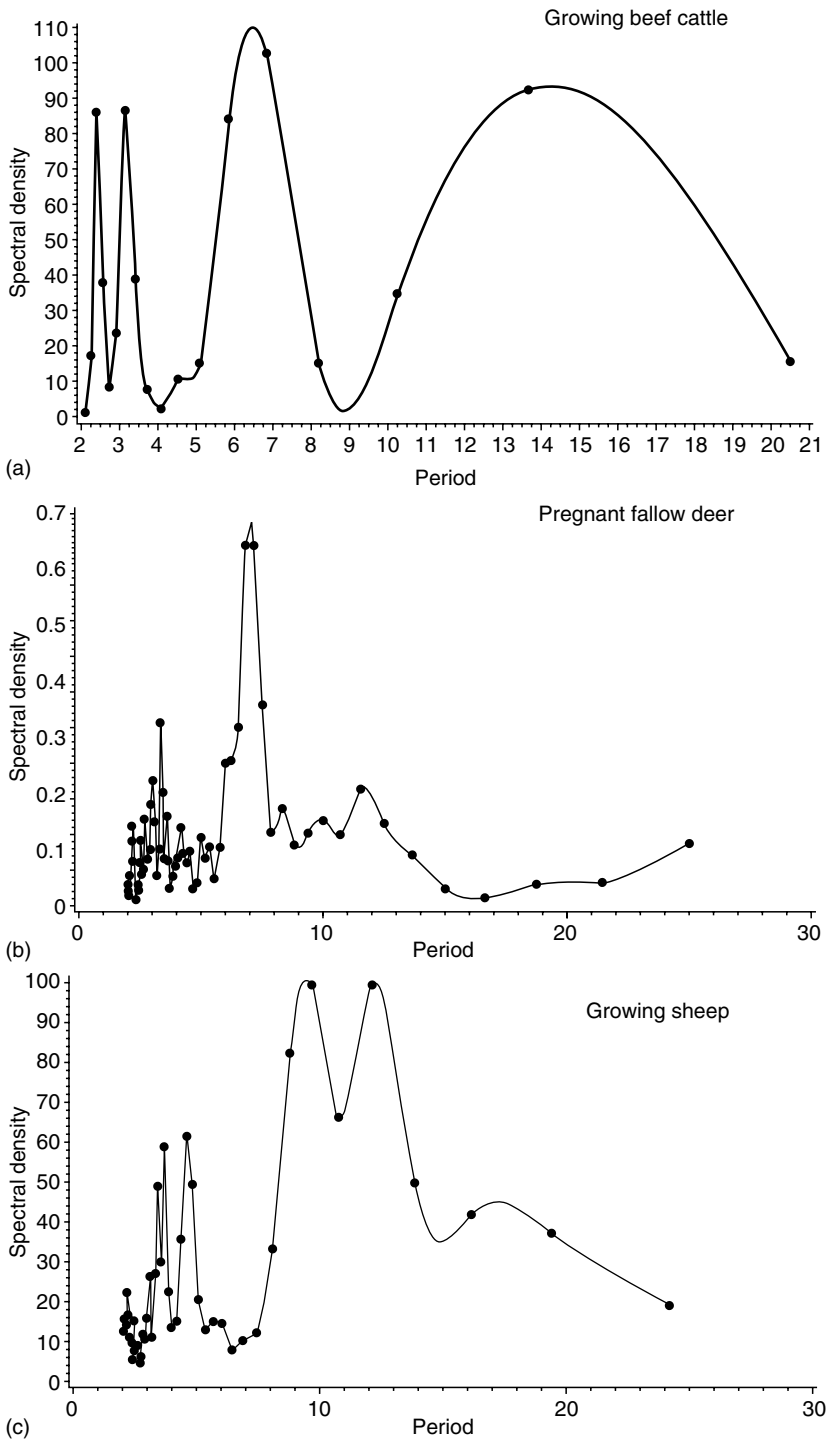 Growing beef cattle
110
100
90
80
70
60
50
40
30
20
10
0
Spectral density
2 3 4 5 6 7 8 9 10 11 12 13 14 15 16 17 18 19 20 21
(a)
Period
Pregnant fallow deer
0.7
0.6
0.5
0.4
0.3
0.2
0.1
0
Spectral density
0 10 20 30
(b)
Period
Growing sheep
100
90
80
70
60
50
40
30
20
10
0
Spectral density
0 10 20 30
(c)
Period